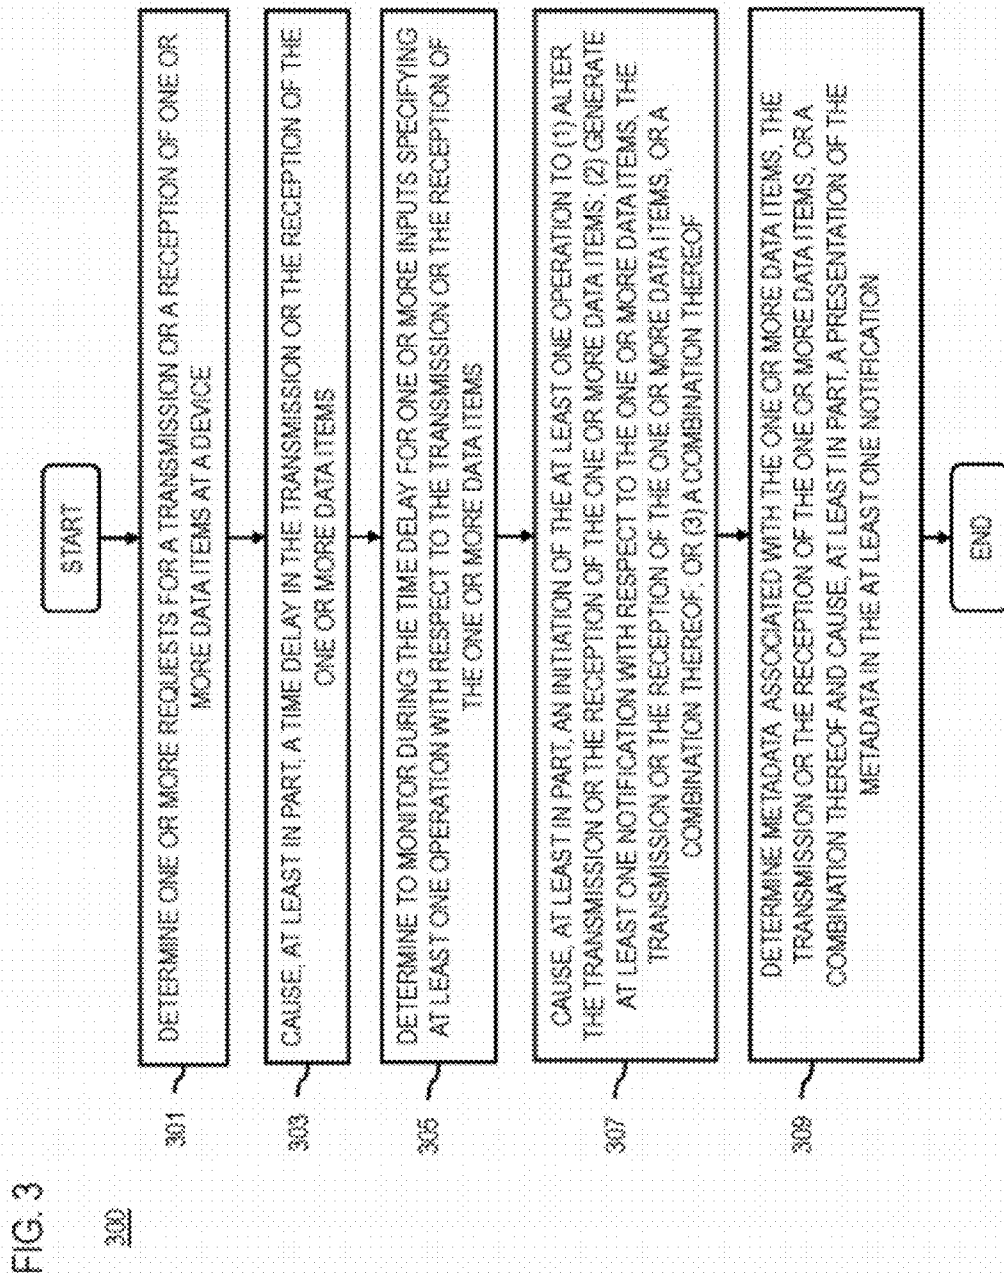 FIG. 3
300
START
301
DETERMINE ONE OR MORE REQUESTS FOR A TRANSMISSION OR A RECEPTION OF ONE OR
MORE DATA ITEMS AT A DEVICE
303
CAUSE, AT LEAST IN PART, A TIME DELAY IN THE TRANSMISSION OR THE RECEPTION OF THE
ONE OR MORE DATA ITEMS
305
DETERMINE TO MONITOR DURING THE TIME DELAY FOR ONE OR MORE INPUTS SPECIFYING
AT LEAST ONE OPERATION WITH RESPECT TO THE TRANSMISSION OR THE RECEPTION OF
THE ONE OR MORE DATA ITEMS
307
CAUSE, AT LEAST IN PART, AN INITIATION OF THE AT LEAST ONE OPERATION TO (1) ALTER
THE TRANSMISSION OR THE RECEPTION OF THE ONE OR MORE DATA ITEMS; (2) GENERATE
AT LEAST ONE NOTIFICATION WITH RESPECT TO THE ONE OR MORE DATA ITEMS, THE
TRANSMISSION OR THE RECEPTION OF THE ONE OR MORE DATA ITEMS, OR A
COMBINATION THEREOF; OR (3) A COMBINATION THEREOF
309
DETERMINE METADATA ASSOCIATED WITH THE ONE OR MORE DATA ITEMS, THE
TRANSMISSION OR THE RECEPTION OF THE ONE OR MORE DATA ITEMS, OR A
COMBINATION THEREOF AND CAUSE, AT LEAST IN PART, A PRESENTATION OF THE
METADATA IN THE AT LEAST ONE NOTIFICATION
END